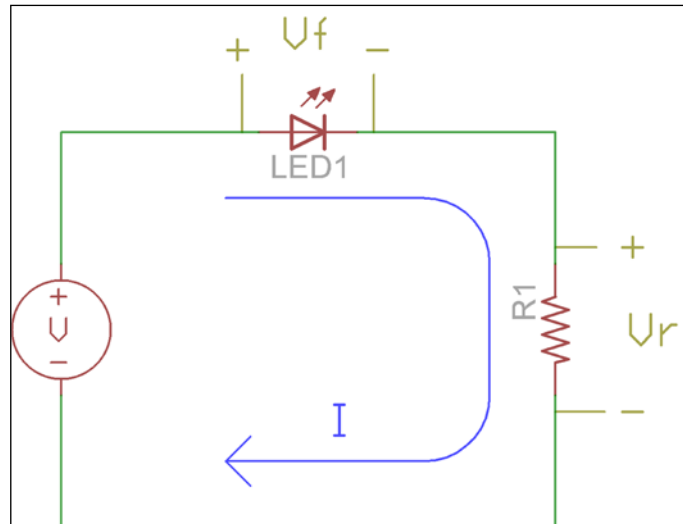 + Vf -
LED1
+
V
-
R1
+
Vr
-
I